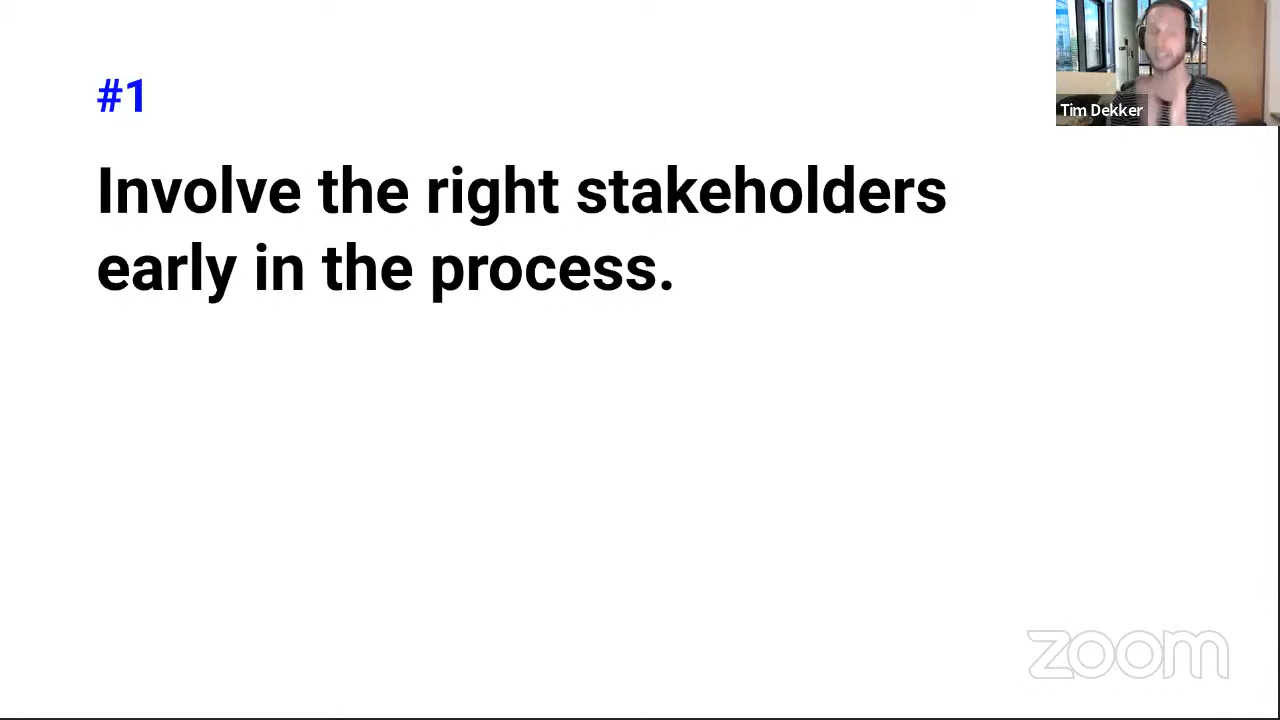 #1
Involve the right stakeholders
early in the process.
Tim Dekker
zoom